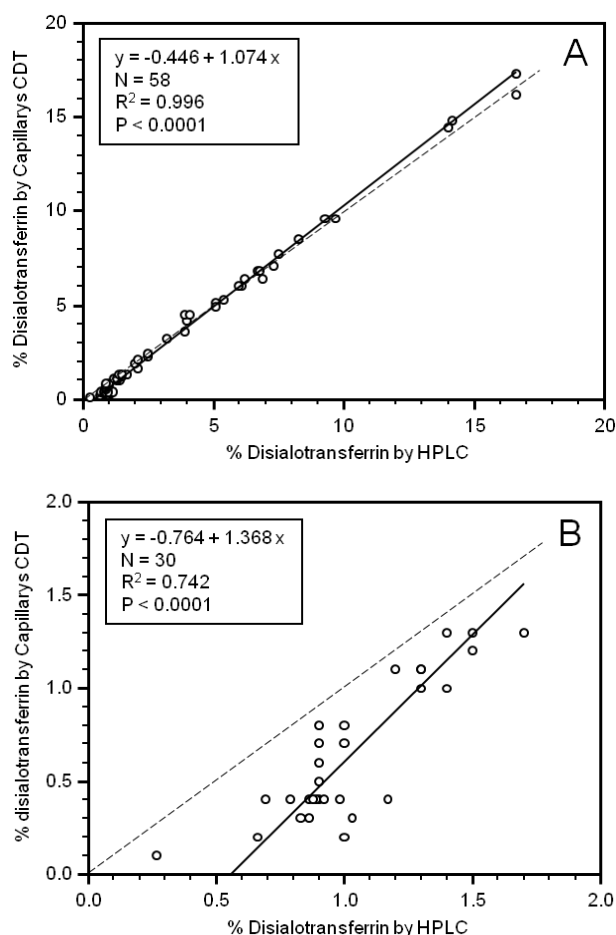 A
y = -0.446 + 1.074 x
N = 58
R² = 0.996
P < 0.0001
% Disialotransferrin by Capillarys CDT
20
15
10
5
0
0 5 10 15 20
% Disialotransferrin by HPLC
B
y = -0.764 + 1.368 x
N = 30
R² = 0.742
P < 0.0001
% disialotransferrin by Capillarys CDT
2.0
1.5
1.0
0.5
0.0
0.0 0.5 1.0 1.5 2.0
% Disialotransferrin by HPLC